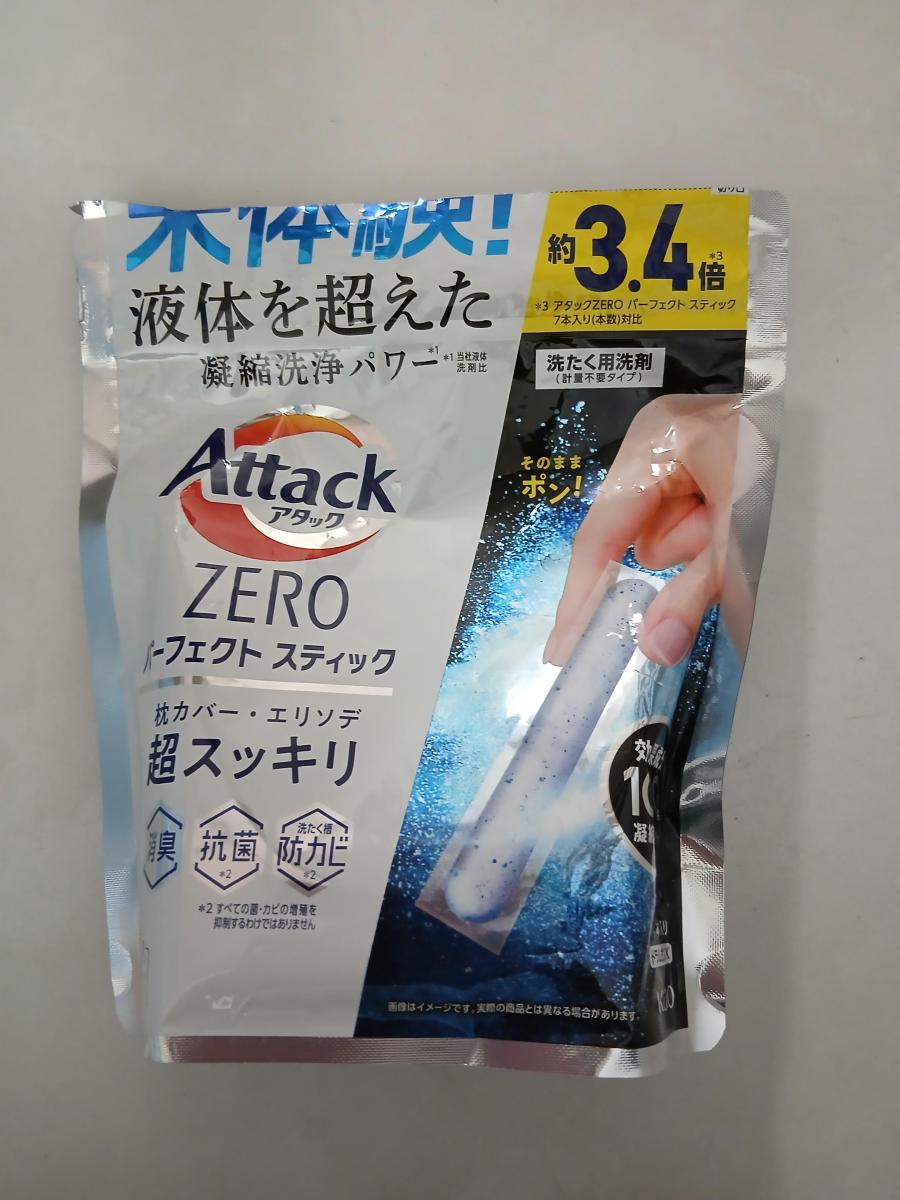 切り口
未体験!
約3.4倍*3
*3 アタックZERO パーフェクト スティック
7本入り(本数)対比
液体を超えた
凝縮洗浄パワー*1
*1 当社液体
洗剤比
洗たく用洗剤
(計量不要タイプ)
そのまま
ポン!
Attack
アタック
ZERO
パーフェクト スティック
枕カバー・エリソデ
超スッキリ
消臭
抗菌
*2
洗たく槽
防カビ
*2
*2 すべての菌・カビの増殖を
抑制するわけではありません
画像はイメージです。実際の商品とは異なる場合があります。